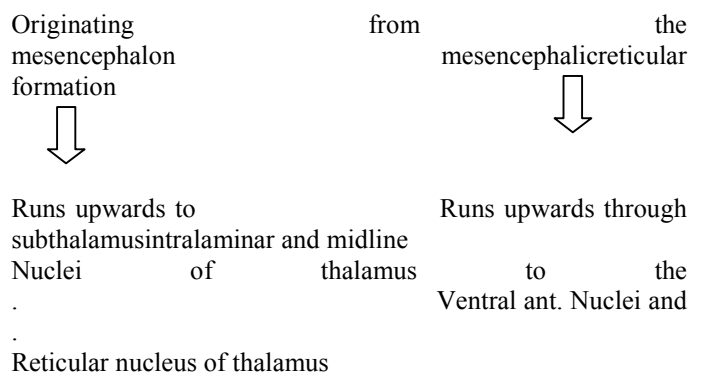 Originating from the
mesencephalon mesencephalicreticular
formation
Runs upwards to Runs upwards through
subthalamusintralaminar and midline
Nuclei of thalamus to the
. Ventral ant. Nuclei and
.
Reticular nucleus of thalamus